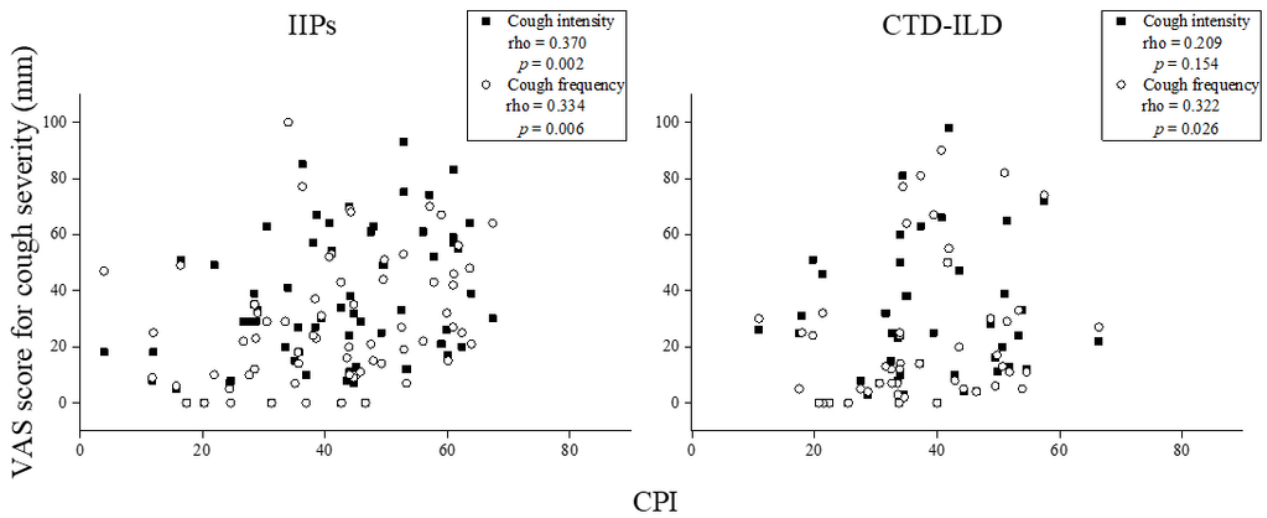 IIPs
Cough intensity
rho = 0.370
p = 0.002
Cough frequency
rho = 0.334
p = 0.006
CTD-ILD
Cough intensity
rho = 0.209
p = 0.154
Cough frequency
rho = 0.322
p = 0.026
VAS score for cough severity (mm)
100
80
60
40
20
0
0 20 40 60 80
100
80
60
40
20
0
0 20 40 60 80
CPI